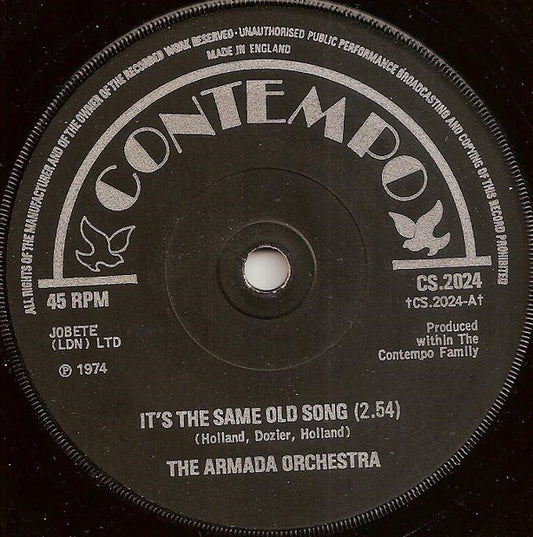 ALL RIGHTS OF THE MANUFACTURER AND OF THE OWNER OF THE RECORDED WORK RESERVED · UNAUTHORISED PUBLIC PERFORMANCE BROADCASTING AND COPYING OF THIS RECORD PROHIBITED
MADE IN ENGLAND
CONTEMPO
45 RPM
CS.2024
†CS.2024-A†
JOBETE
(LDN) LTD
℗ 1974
Produced
within The
Contempo Family
IT'S THE SAME OLD SONG (2.54)
(Holland, Dozier, Holland)
THE ARMADA ORCHESTRA